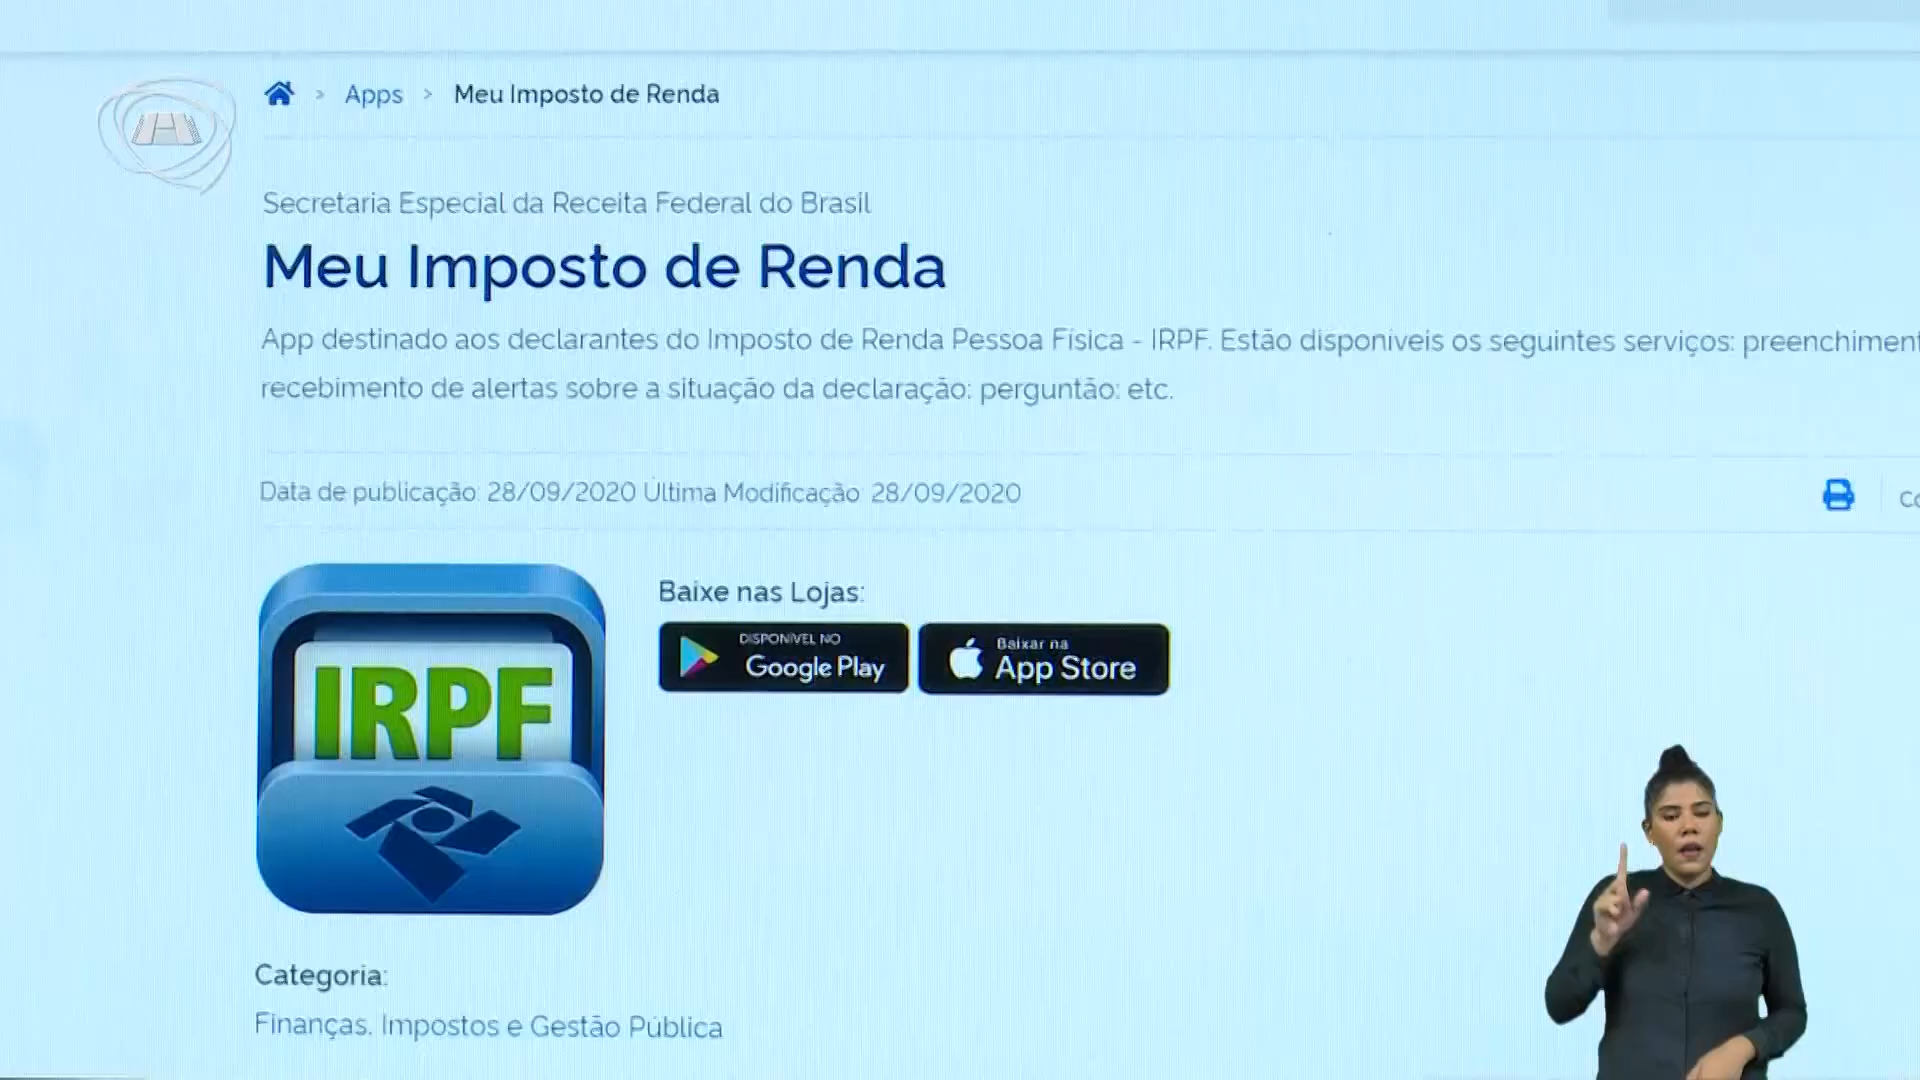 Apps > Meu Imposto de Renda
Secretaria Especial da Receita Federal do Brasil
Meu Imposto de Renda
App destinado aos declarantes do Imposto de Renda Pessoa Física - IRPF. Estão disponíveis os seguintes serviços:
recebimento de alertas sobre a situação da declaração; perguntão; etc.
Data de publicação: 28/09/2020 Última Modificação: 28/09/2020
IRPF
Baixe nas Lojas:
DISPONÍVEL NO
Google Play
Baixar na
App Store
Categoria:
Finanças, Impostos e Gestão Pública